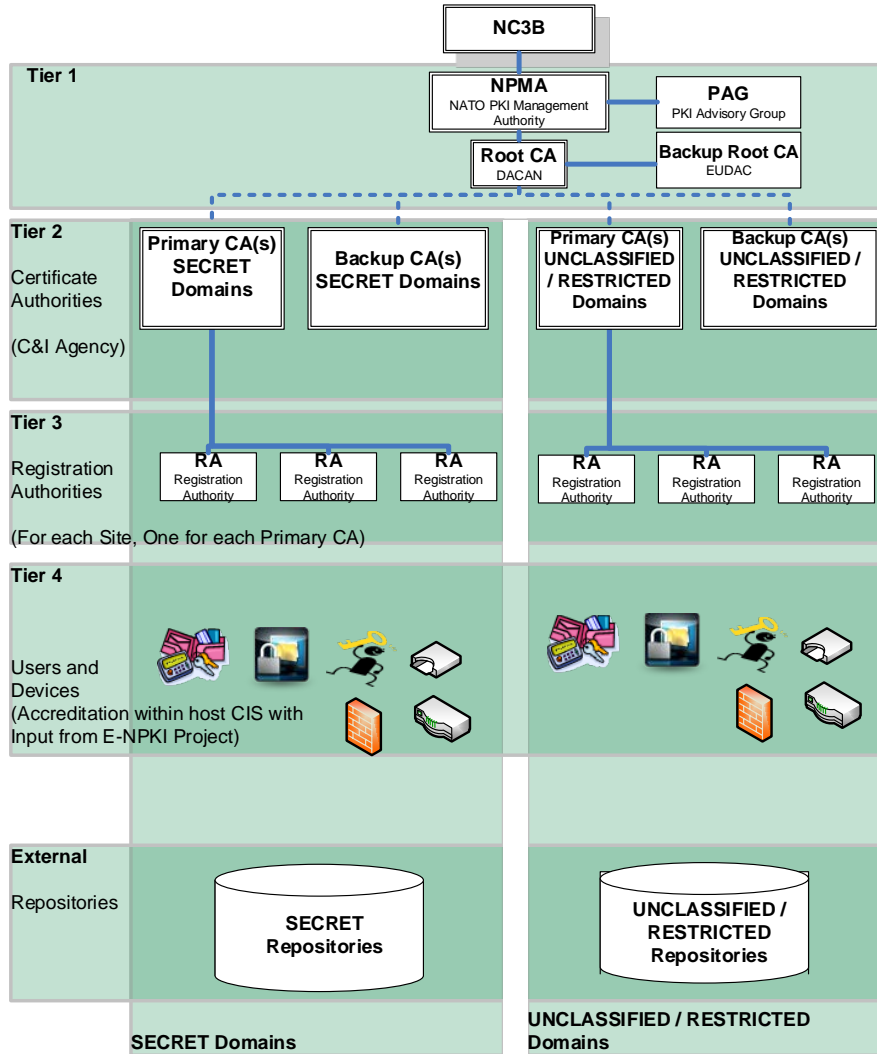 NC3B
Tier 1
NPMA
NATO PKI Management
Authority
PAG
PKI Advisory Group
Root CA
DACAN
Backup Root CA
EUDAC
Tier 2
Certificate
Authorities
(C&I Agency)
Primary CA(s)
SECRET
Domains
Backup CA(s)
SECRET Domains
Primary CA(s)
UNCLASSIFIED
/ RESTRICTED
Domains
Backup CA(s)
UNCLASSIFIED /
RESTRICTED
Domains
Tier 3
Registration
Authorities
(For each Site, One for each Primary CA)
RA
Registration
Authority
RA
Registration
Authority
RA
Registration
Authority
RA
Registration
Authority
RA
Registration
Authority
RA
Registration
Authority
Tier 4
Users and
Devices
(Accreditation within host CIS with
Input from E-NPKI Project)
External
Repositories
SECRET
Repositories
UNCLASSIFIED /
RESTRICTED
Repositories
SECRET Domains
UNCLASSIFIED / RESTRICTED
Domains